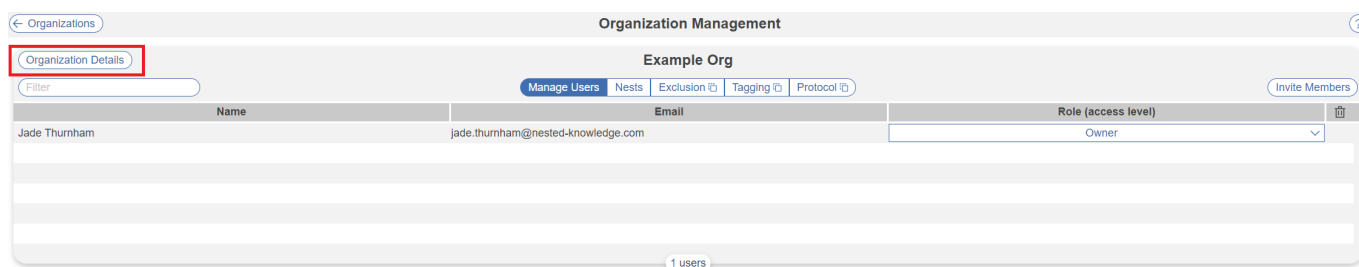 ← Organizations
Organization Management
?
Organization Details
Example Org
Filter
Manage Users Nests Exclusion Tagging Protocol
Invite Members
Name Email Role (access level)
Jade Thurnham jade.thurnham@nested-knowledge.com Owner
1 users